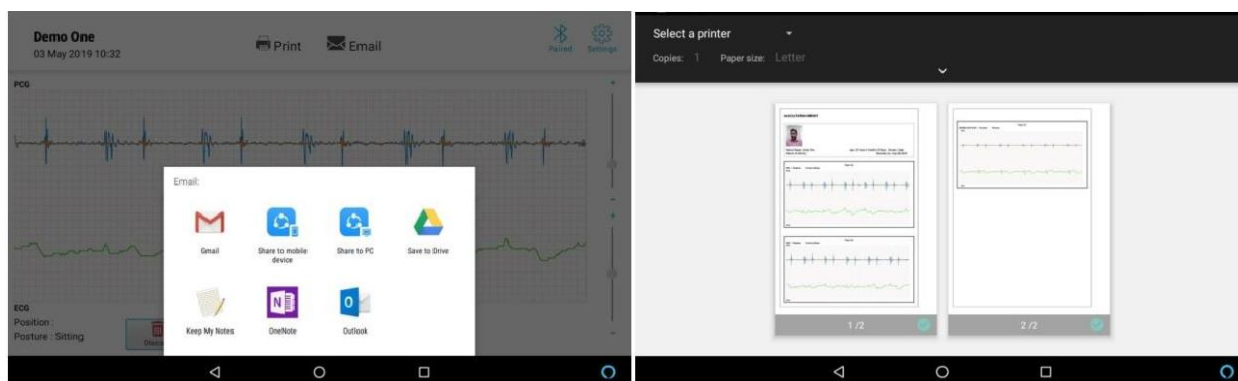 Demo One
03 May 2019 10:32
Print
Email
Paired
Settings
PCG
Email:
Gmail
Share to mobile device
Share to PC
Save to Drive
Keep My Notes
OneNote
Outlook
ECG
Position :
Posture : Sitting
Select a printer
Copies: 1 Paper size: Letter
1 /2
2 /2